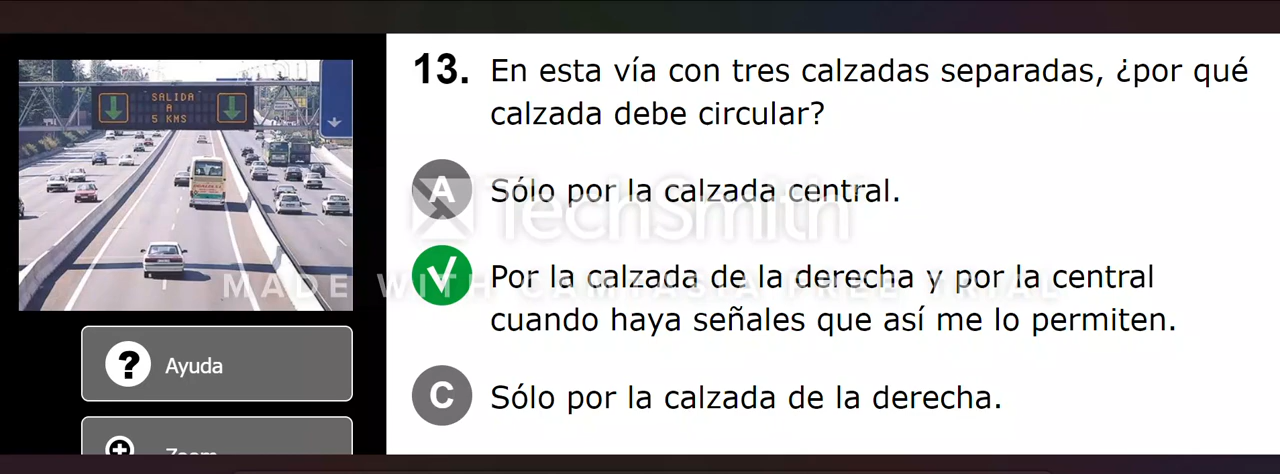 SALIDA
A
5 KMS
13. En esta vía con tres calzadas separadas, ¿por qué
calzada debe circular?
A Sólo por la calzada central.
TechSmith
Por la calzada de la derecha y por la central
MADE WITH CAMTASIA FREE TRIAL
cuando haya señales que así me lo permiten.
? Ayuda
C Sólo por la calzada de la derecha.
Zoom